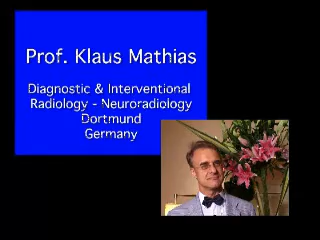 Prof. Klaus Mathias
Diagnostic & Interventional
Radiology - Neuroradiology
Dortmund
Germany